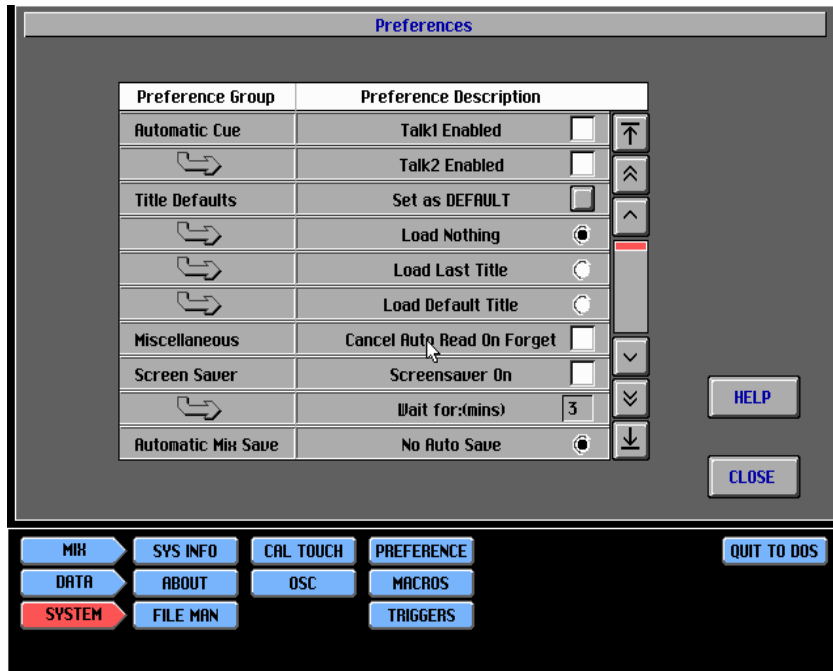 Preferences
Preference Group Preference Description
Automatic Cue Talk1 Enabled
Talk2 Enabled
Title Defaults Set as DEFAULT
Load Nothing
Load Last Title
Load Default Title
Miscellaneous Cancel Auto Read On Forget
Screen Saver Screensaver On
Wait for:(mins) 3
Automatic Mix Save No Auto Save
HELP
CLOSE
MIX SYS INFO CAL TOUCH PREFERENCE QUIT TO DOS
DATA ABOUT OSC MACROS
SYSTEM FILE MAN TRIGGERS